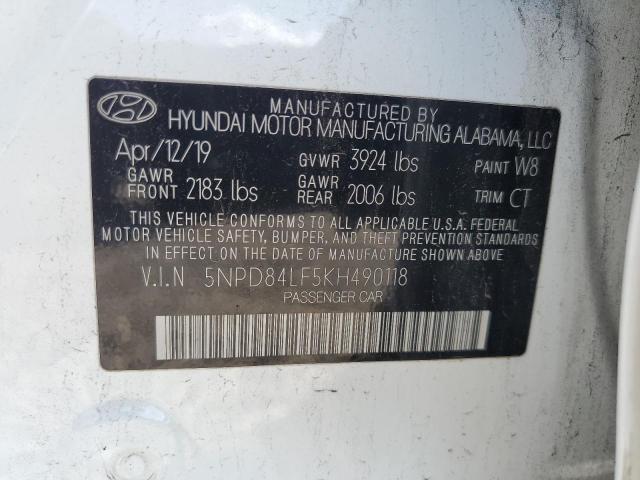 MANUFACTURED BY
HYUNDAI MOTOR MANUFACTURING ALABAMA, LLC
Apr/12/19 GVWR 3924 lbs PAINT W8
GAWR FRONT 2183 lbs GAWR REAR 2006 lbs TRIM CT
THIS VEHICLE CONFORMS TO ALL APPLICABLE U.S.A. FEDERAL
MOTOR VEHICLE SAFETY, BUMPER, AND THEFT PREVENTION STANDARDS
IN EFFECT ON THE DATE OF MANUFACTURE SHOWN ABOVE
V.I.N 5NPD84LF5KH490118
PASSENGER CAR